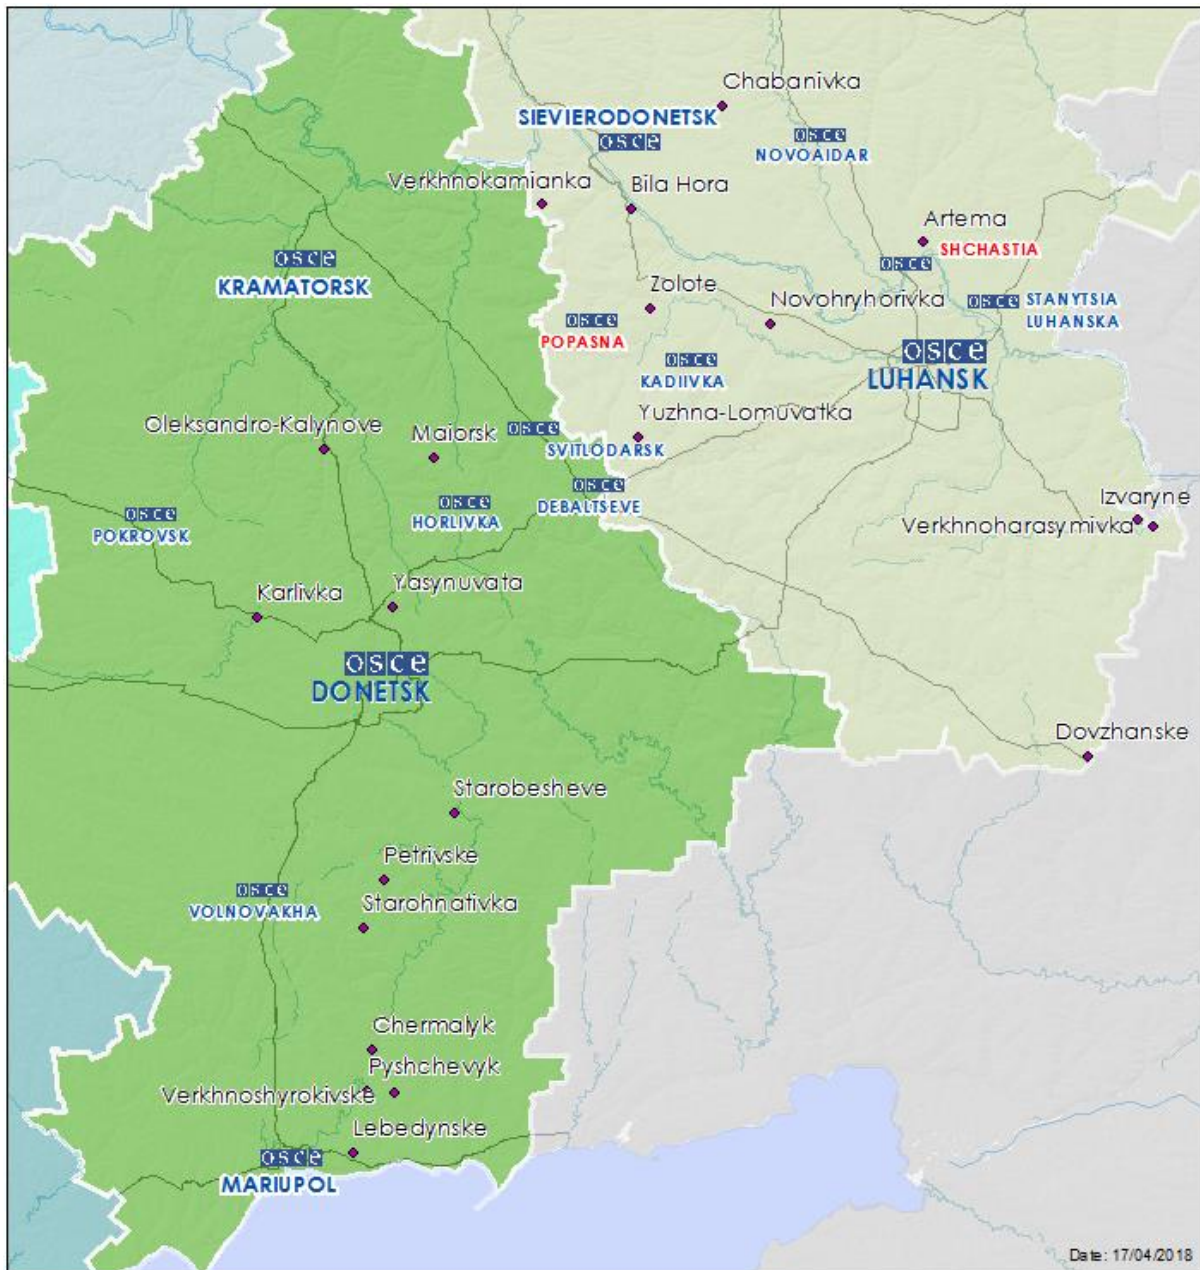 Chabanivka
SIEVIERODONETSK
osce
osce
NOVOAIDAR
Verkhnokamianka
Bila Hora
Artema
SHCHASTIA
osce
osce
KRAMATORSK
Zolote
Novohryhorivka
osce
STANYTSIA
LUHANSKA
osce
POPASNA
osce
KADIIVKA
osce
LUHANSK
Oleksandro-Kalynove
Maiorsk
osce
SVITLODARSK
Yuzhna-Lomuvatka
osce
POKROVSK
osce
HORLIVKA
osce
DEBALTSEVE
Izvaryne
Verkhnoharasymivka
Karlivka
Yasynuvata
osce
DONETSK
Dovzhanske
Starobesheve
Petrivske
osce
VOLNOVAKHA
Starohnativka
Chermalyk
Pyshchevyk
Verkhnoshyrokivske
Lebedynske
osce
MARIUPOL
Date: 17/04/2018